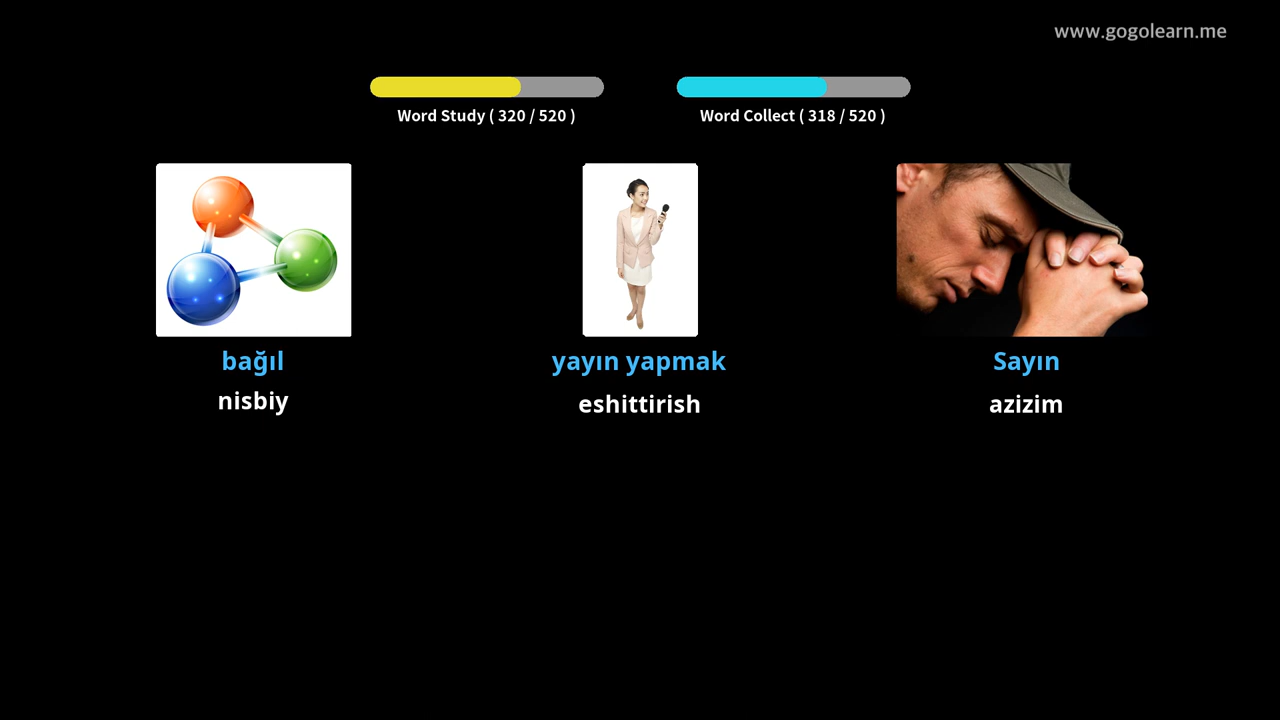 www.gogolearn.me
Word Study ( 320 / 520 )
Word Collect ( 318 / 520 )
bağıl
nisbiy
yayın yapmak
eshittirish
Sayın
azizim